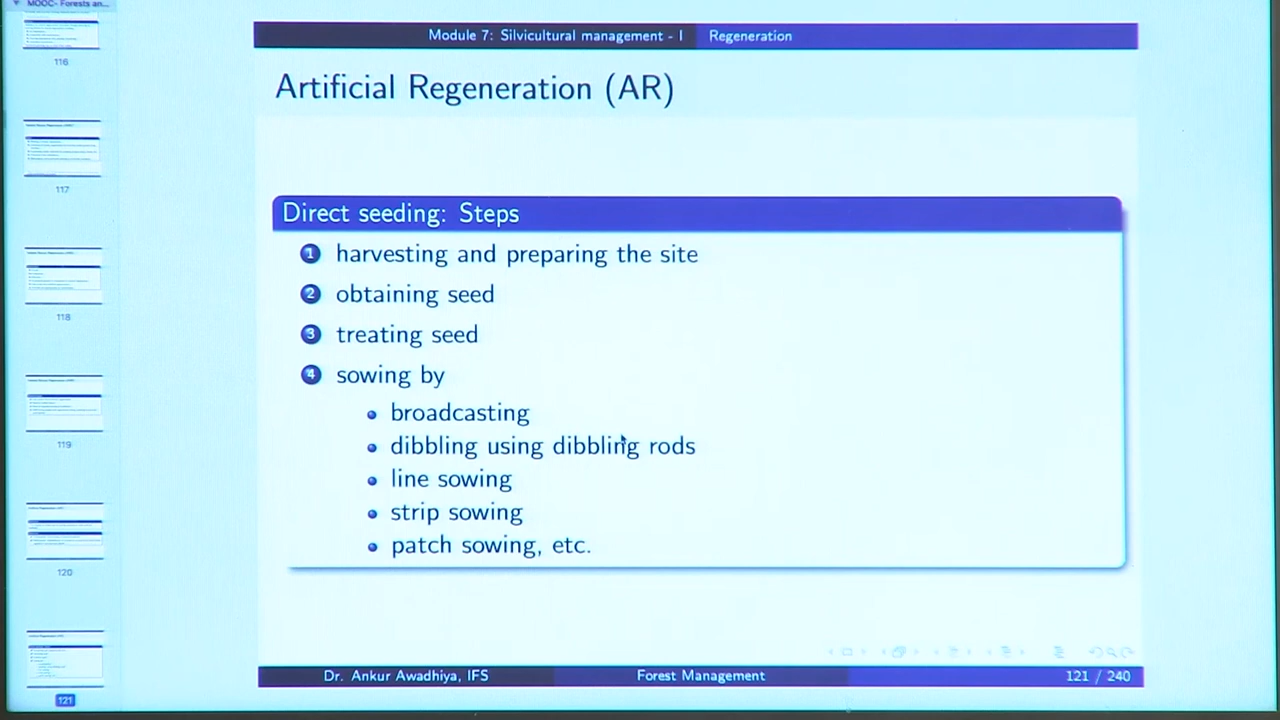 MOOC- Forests an...
116
117
118
119
120
121
Module 7: Silvicultural management - I Regeneration
Artificial Regeneration (AR)
Direct seeding: Steps
1 harvesting and preparing the site
2 obtaining seed
3 treating seed
4 sowing by
broadcasting
dibbling using dibbling rods
line sowing
strip sowing
patch sowing, etc.
Dr. Ankur Awadhiya, IFS Forest Management 121 / 240